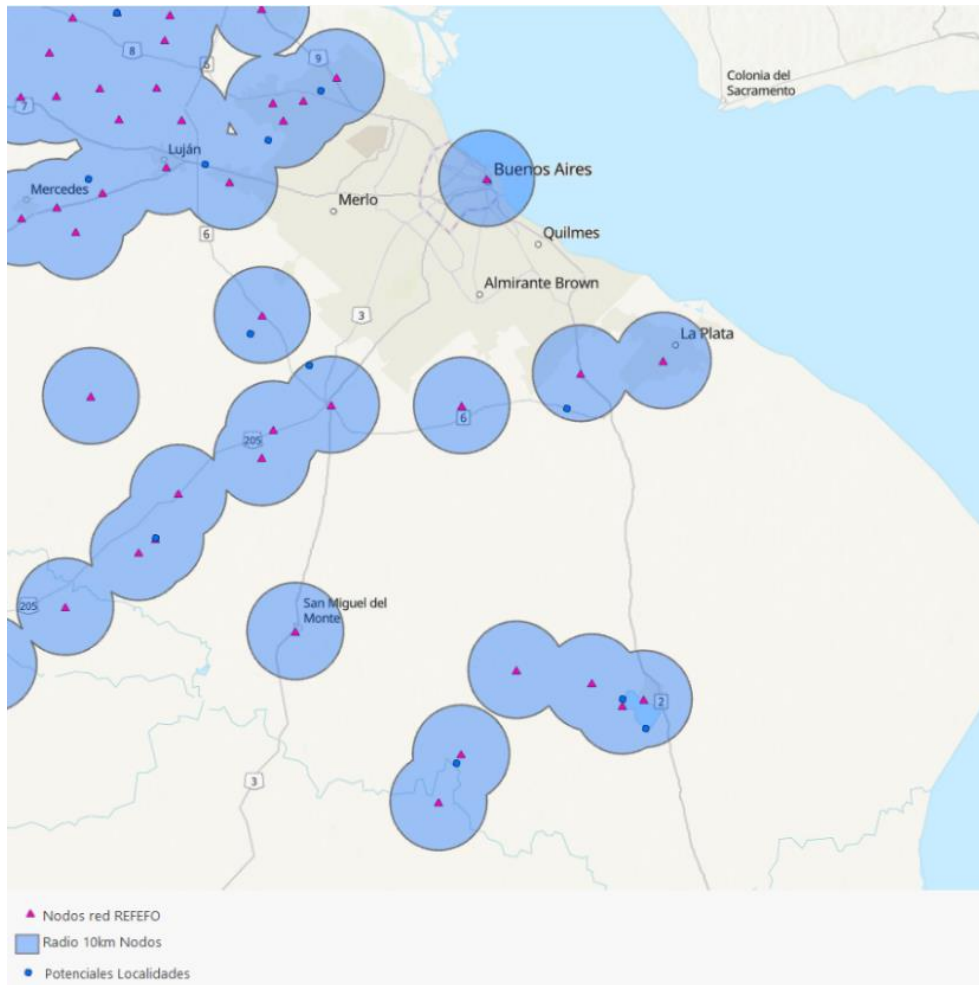 8
6
9
7
Colonia del
Sacramento
Luján
Buenos Aires
Mercedes
Merlo
6
Quilmes
Almirante Brown
3
La Plata
6
205
205
San Miguel del
Monte
2
3
Nodos red REFEFO
Radio 10km Nodos
Potenciales Localidades